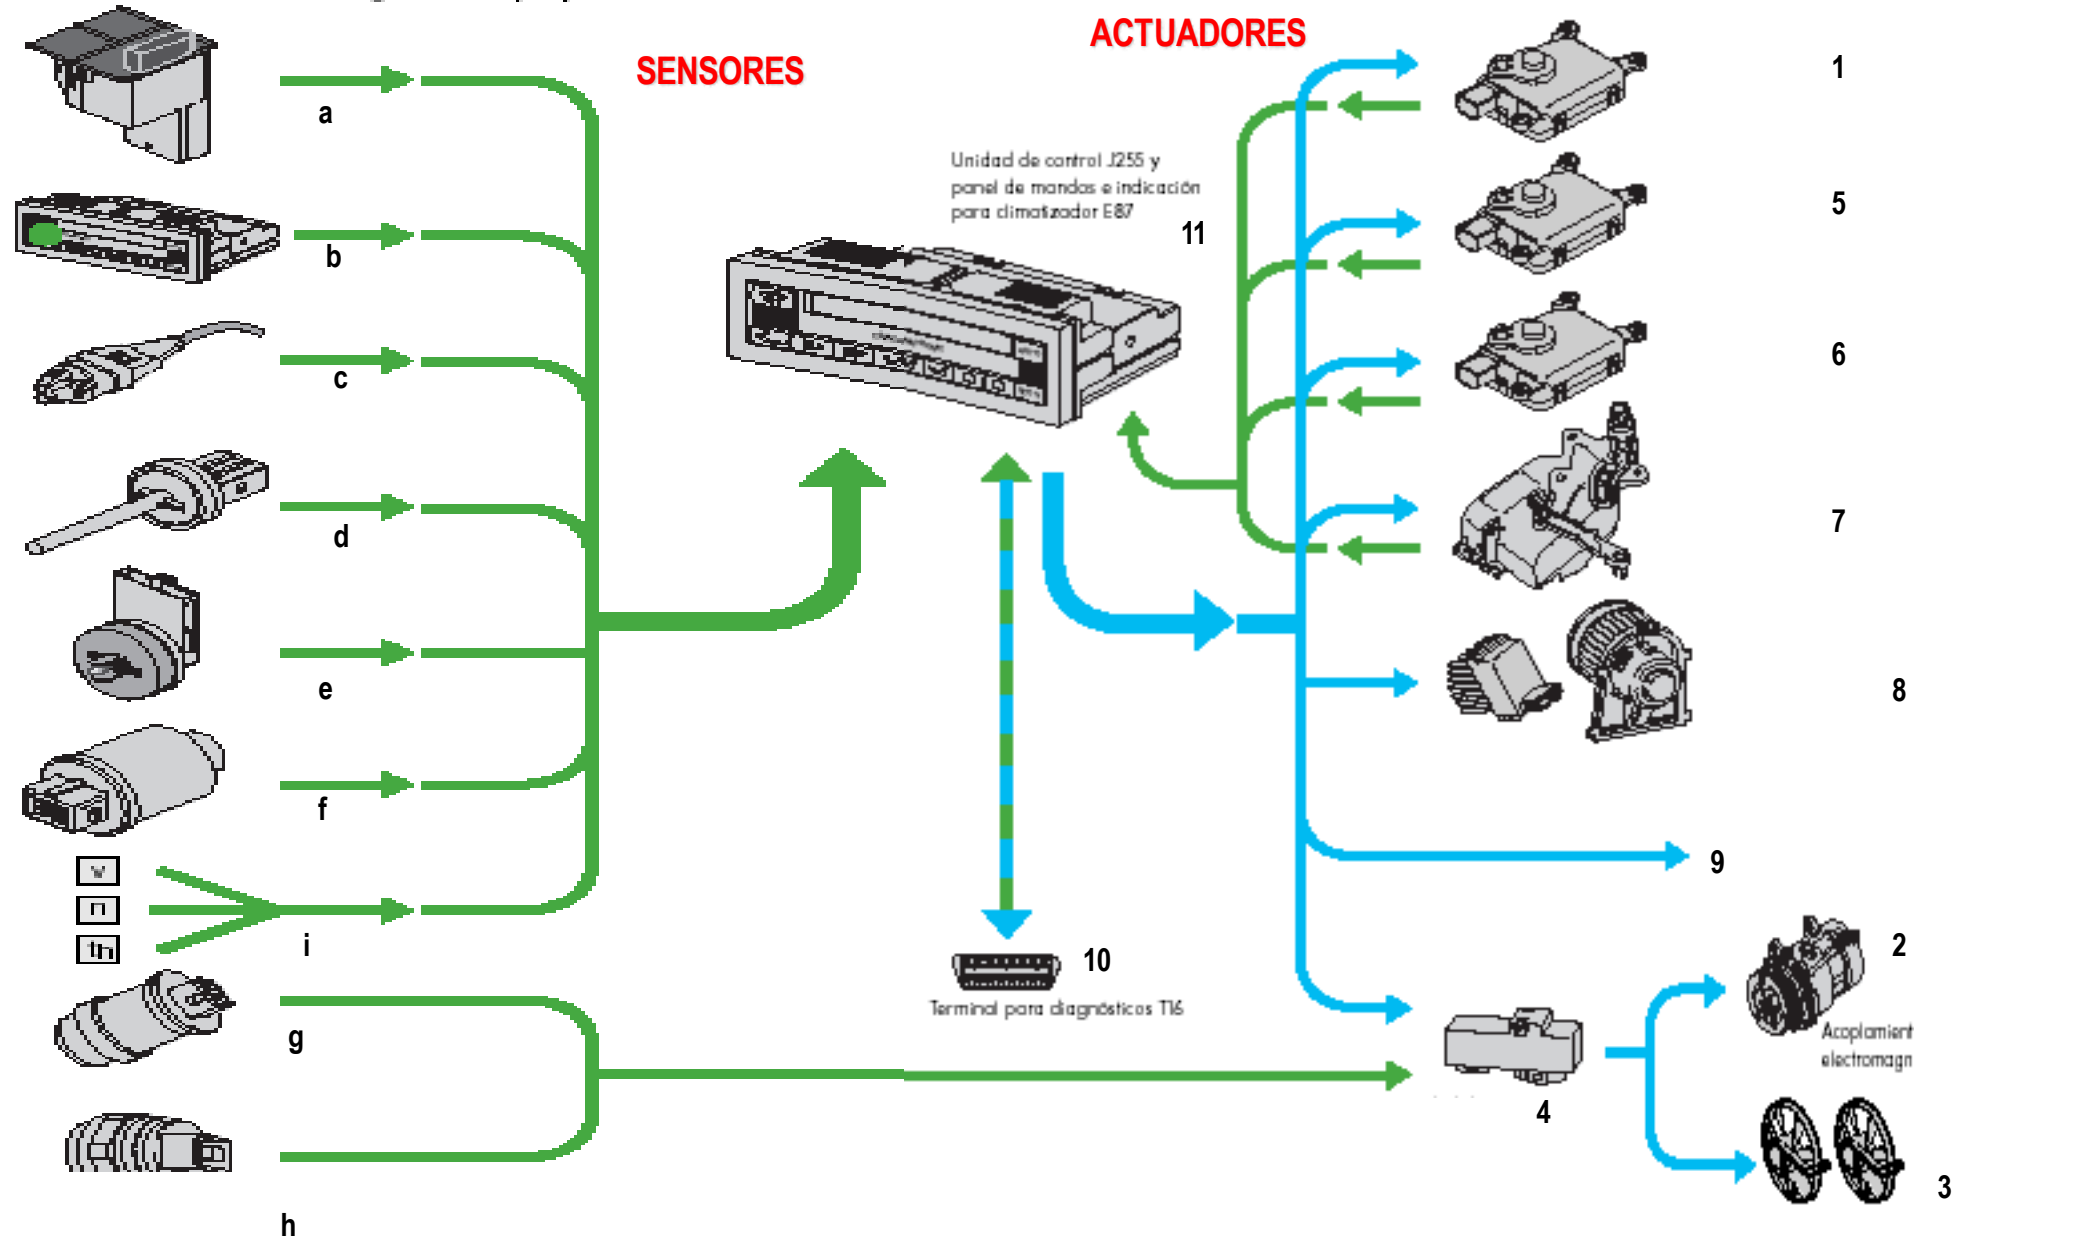 ACTUADORES
SENSORES
1
a
Unidad de control J255 y
panel de mandos e indicación
para climatizador E87
11
5
b
6
c
d
7
e
8
f
v
n
th
i
9
10
Terminal para diagnósticos T16
2
Acoplamient
electromagn
g
4
3
h